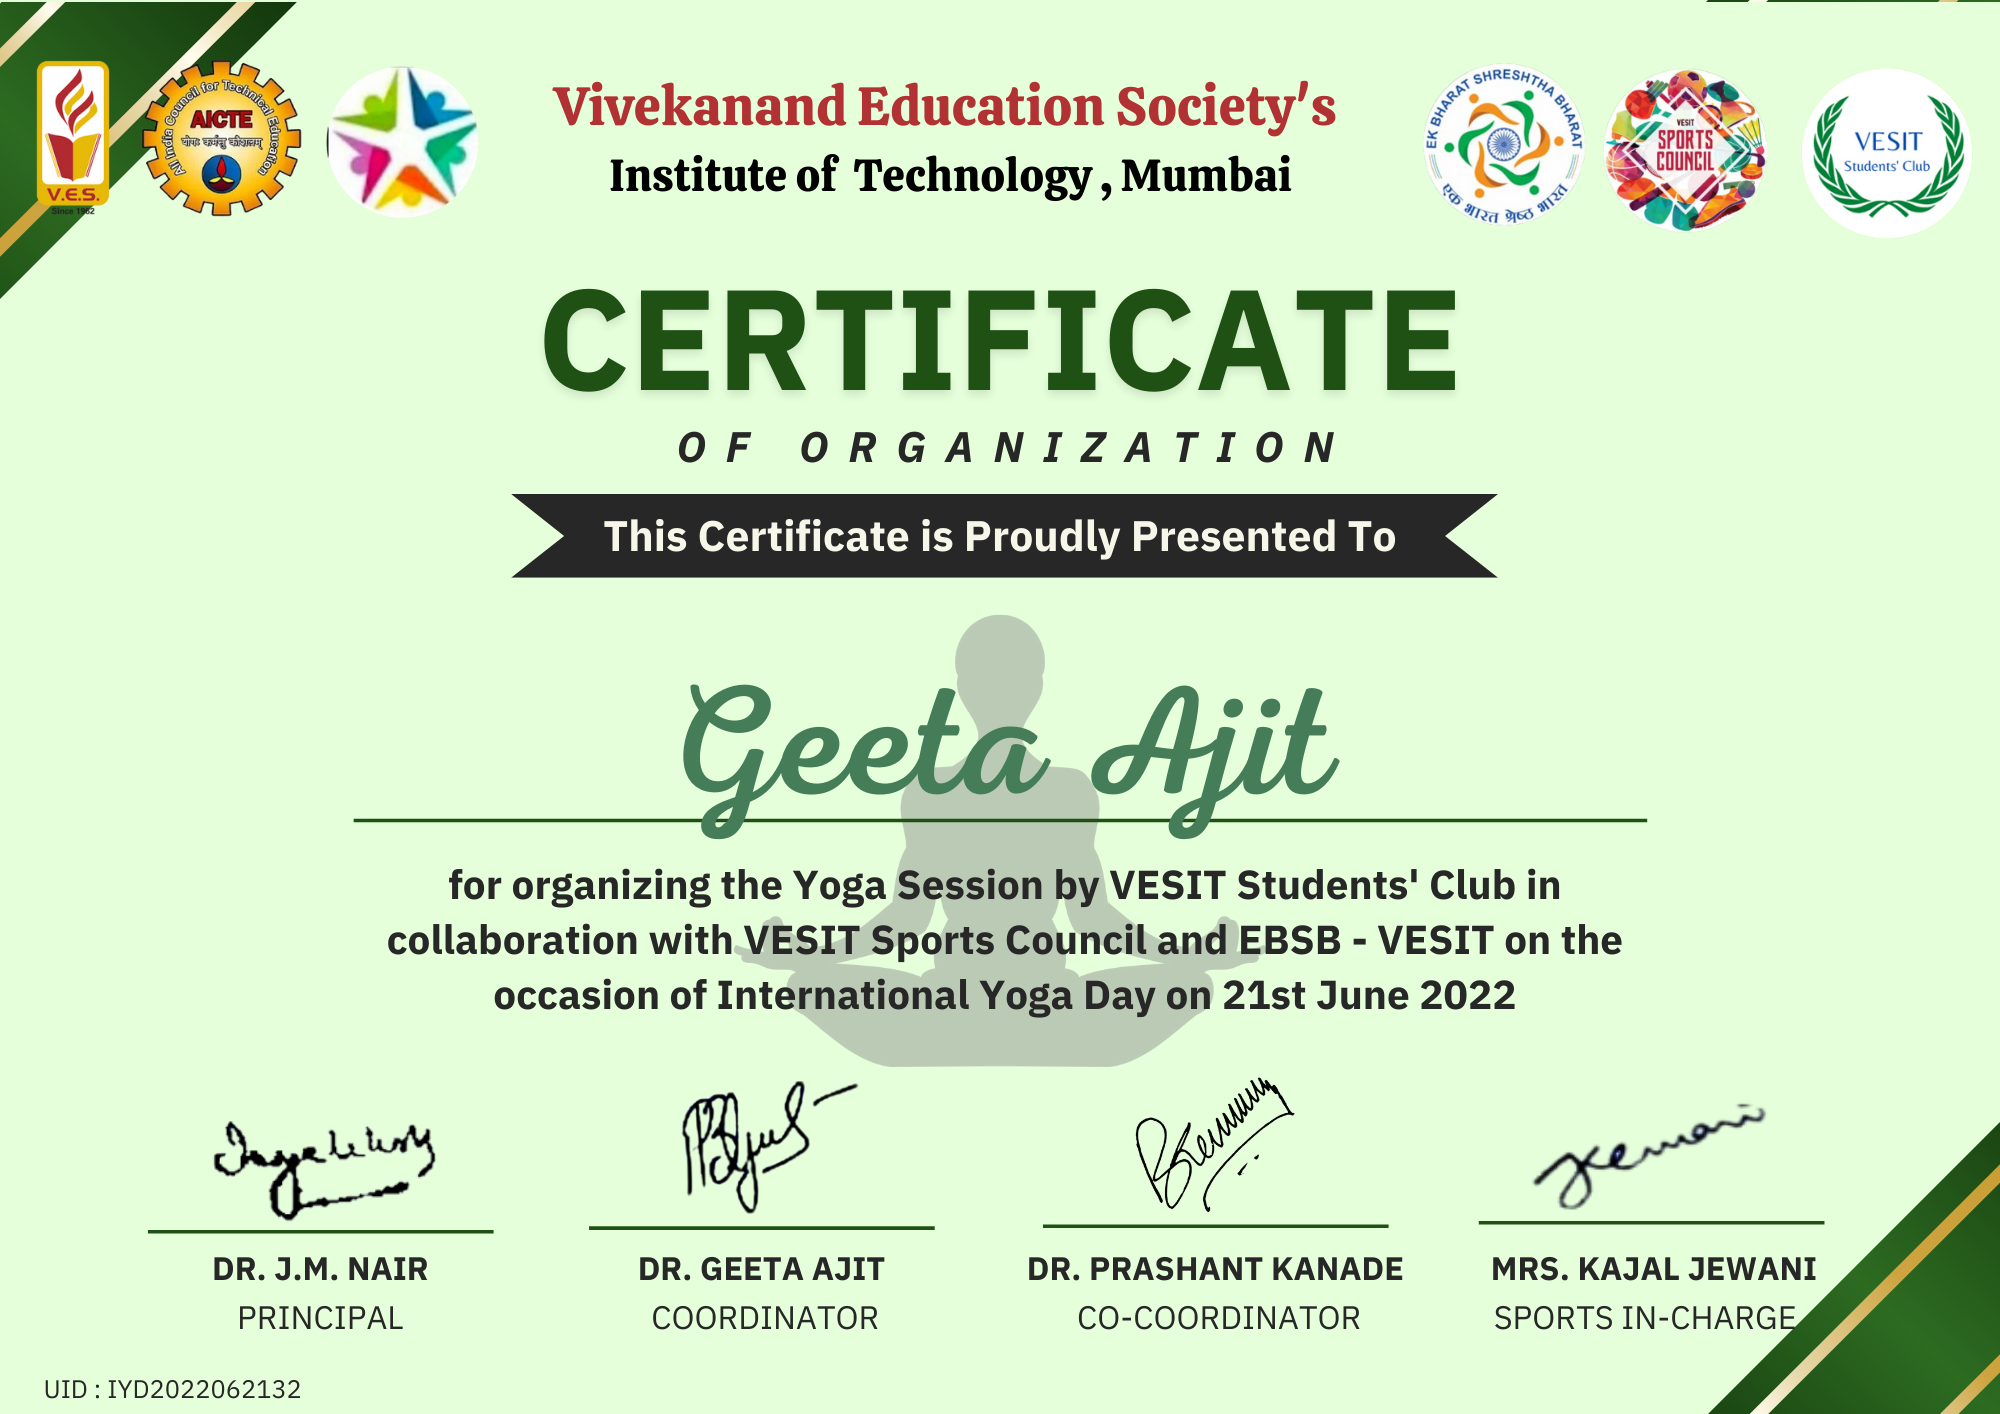 V.E.S.
Since 1962
All India Council for Technical Education
AICTE
योगः कर्मसु कौशलम्
Vivekanand Education Society's
Institute of Technology , Mumbai
EK BHARAT SHRESHTHA BHARAT
एक भारत श्रेष्ठ भारत
VESIT
SPORTS
COUNCIL
VESIT
Students' Club
CERTIFICATE
OF ORGANIZATION
This Certificate is Proudly Presented To
Geeta Ajit
for organizing the Yoga Session by VESIT Students' Club in
collaboration with VESIT Sports Council and EBSB - VESIT on the
occasion of International Yoga Day on 21st June 2022
DR. J.M. NAIR
PRINCIPAL
DR. GEETA AJIT
COORDINATOR
DR. PRASHANT KANADE
CO-COORDINATOR
MRS. KAJAL JEWANI
SPORTS IN-CHARGE
UID : IYD2022062132